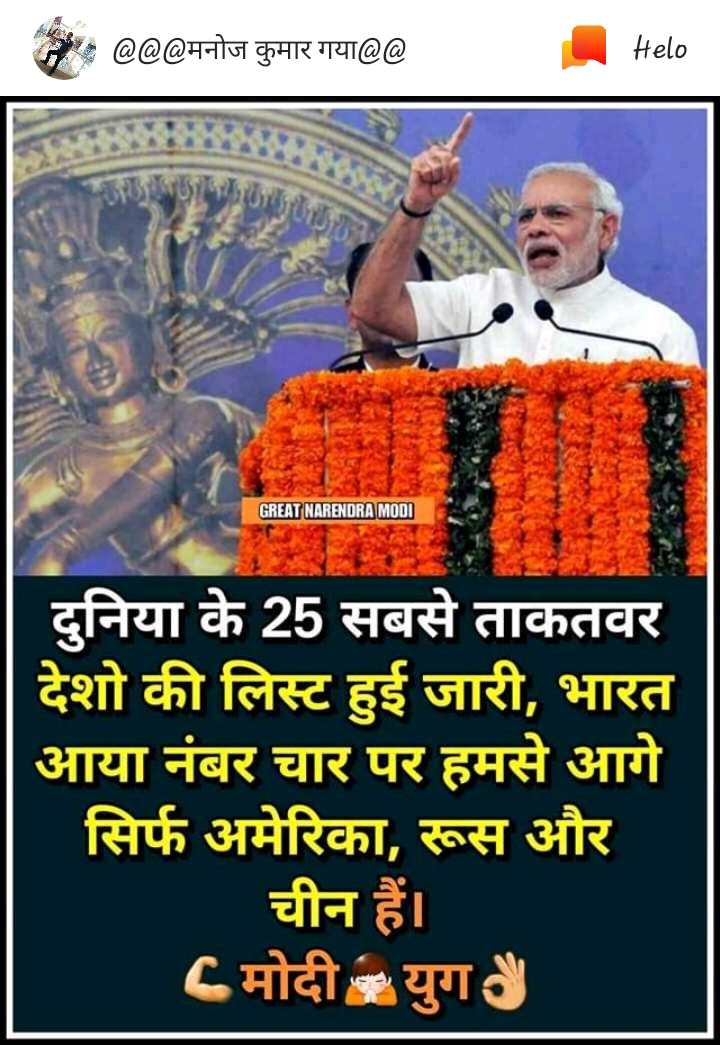 @@@मनोज कुमार गया@@
Helo
GREAT NARENDRA MODI
दुनिया के 25 सबसे ताकतवर
देशो की लिस्ट हुई जारी, भारत
आया नंबर चार पर हमसे आगे
सिर्फ अमेरिका, रूस और
चीन हैं।
💪मोदी🙏युग👌